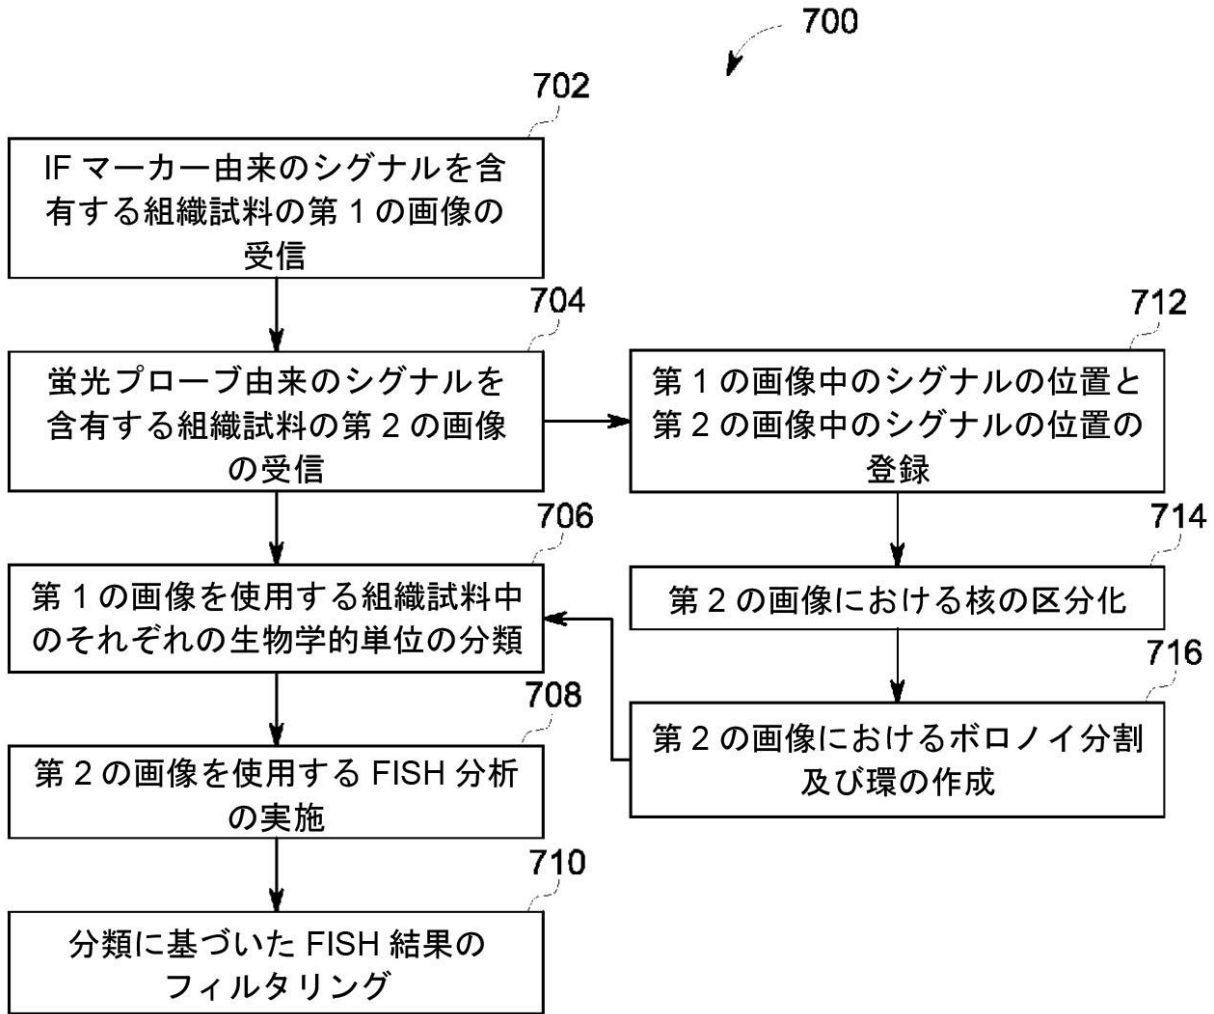 700
702
IF マーカー由来のシグナルを含
有する組織試料の第 1 の画像の
受信
704
蛍光プローブ由来のシグナルを
含有する組織試料の第 2 の画像
の受信
706
第 1 の画像を使用する組織試料中
のそれぞれの生物学的単位の分類
708
第 2 の画像を使用する FISH 分析
の実施
710
分類に基づいた FISH 結果の
フィルタリング
712
第 1 の画像中のシグナルの位置と
第 2 の画像中のシグナルの位置の
登録
714
第 2 の画像における核の区分化
716
第 2 の画像におけるボロノイ分割
及び環の作成